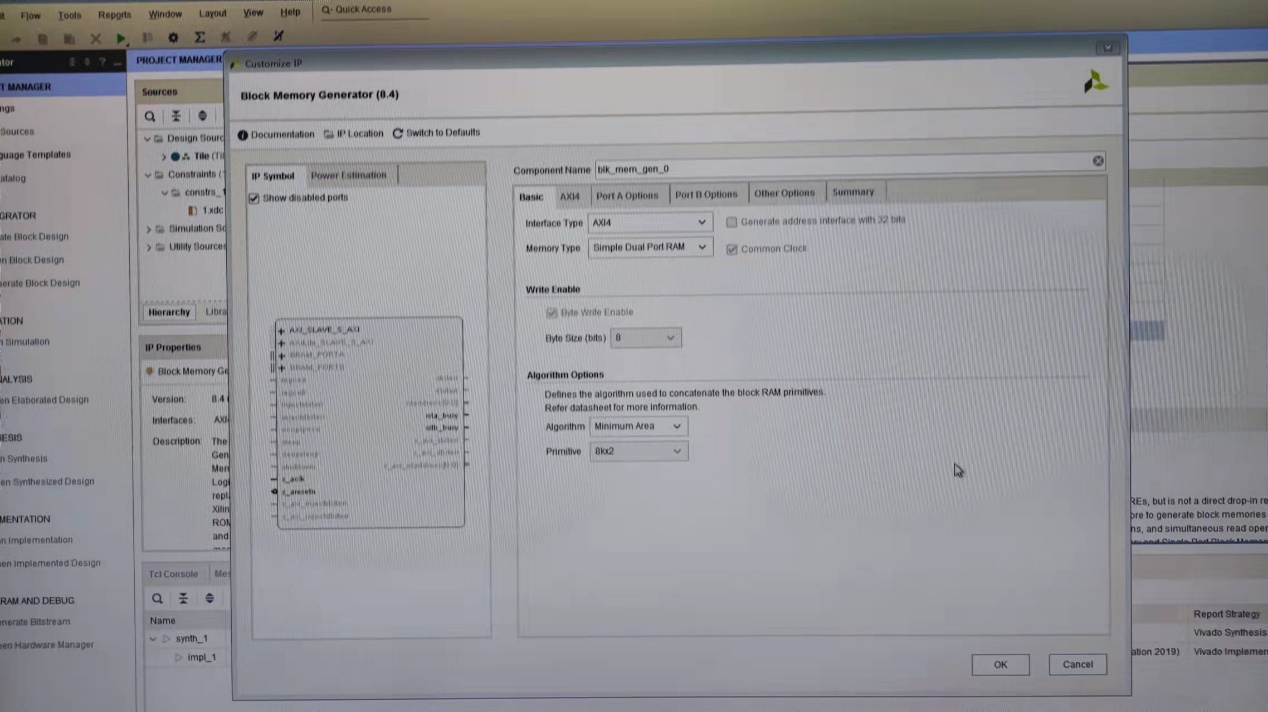 Flow Tools Reports Window Layout View Help Q- Quick Access
PROJECT MANAGER
T MANAGER
ngs
Sources
guage Templates
atalog
GRATOR
ate Block Design
en Block Design
nerate Block Design
ATION
n Simulation
ALYSIS
en Elaborated Design
ESIS
n Synthesis
en Synthesized Design
MENTATION
n Implementation
en Implemented Design
RAM AND DEBUG
enerate Bitstream
pen Hardware Manager
Sources
Design Sourc
Tile (Til
Constraints (
constrs_1
1.xdc
Simulation So
Utility Sources
Hierarchy Libra
IP Properties
Block Memory Ge
Version: 8.4
Interfaces: AXI
Description: The
Gen
Mem
Logi
repl
Xilin
ROM
and
Tcl Console Mes
Name
synth_1
impl_1
Customize IP
Block Memory Generator (8.4)
Documentation IP Location Switch to Defaults
IP Symbol Power Estimation
Show disabled ports
AXI_SLAVE_S_AXI
AXILite_SLAVE_S_AXI
BRAM_PORTA
BRAM_PORTB
rsta_busy
rstb_busy
s_aclk
s_aresetn
Component Name blk_mem_gen_0
Basic AXI4 Port A Options Port B Options Other Options Summary
Interface Type AXI4 Generate address interface with 32 bits
Memory Type Simple Dual Port RAM Common Clock
Write Enable
Byte Write Enable
Byte Size (bits) 8
Algorithm Options
Defines the algorithm used to concatenate the block RAM primitives.
Refer datasheet for more information.
Algorithm Minimum Area
Primitive 8kx2
OK Cancel
REs, but is not a direct drop-in re
ore to generate block memories
ns, and simultaneous read oper
Report Strategy
Vivado Synthesis
ation 2019) Vivado Implemen